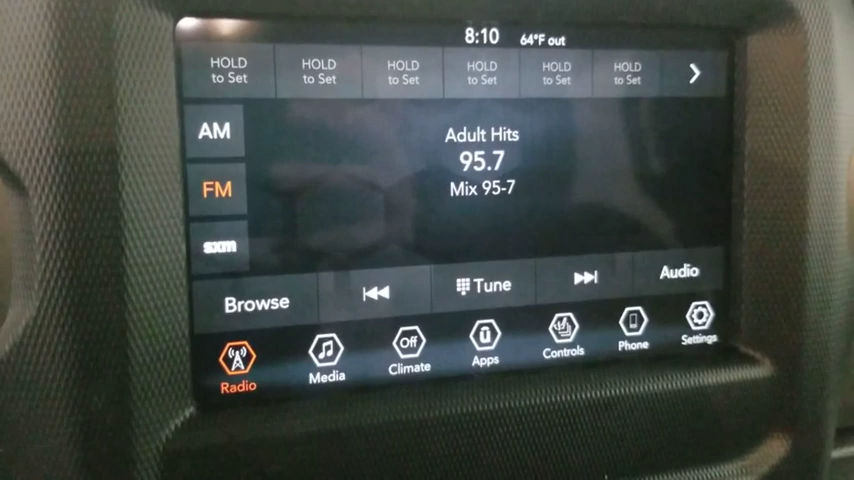 8:10 64°F out
HOLD to Set
HOLD to Set
HOLD to Set
HOLD to Set
HOLD to Set
HOLD to Set
AM
FM
sxm
Adult Hits
95.7
Mix 95-7
Browse
Tune
Audio
Radio
Media
Off
Climate
Apps
Controls
Phone
Settings